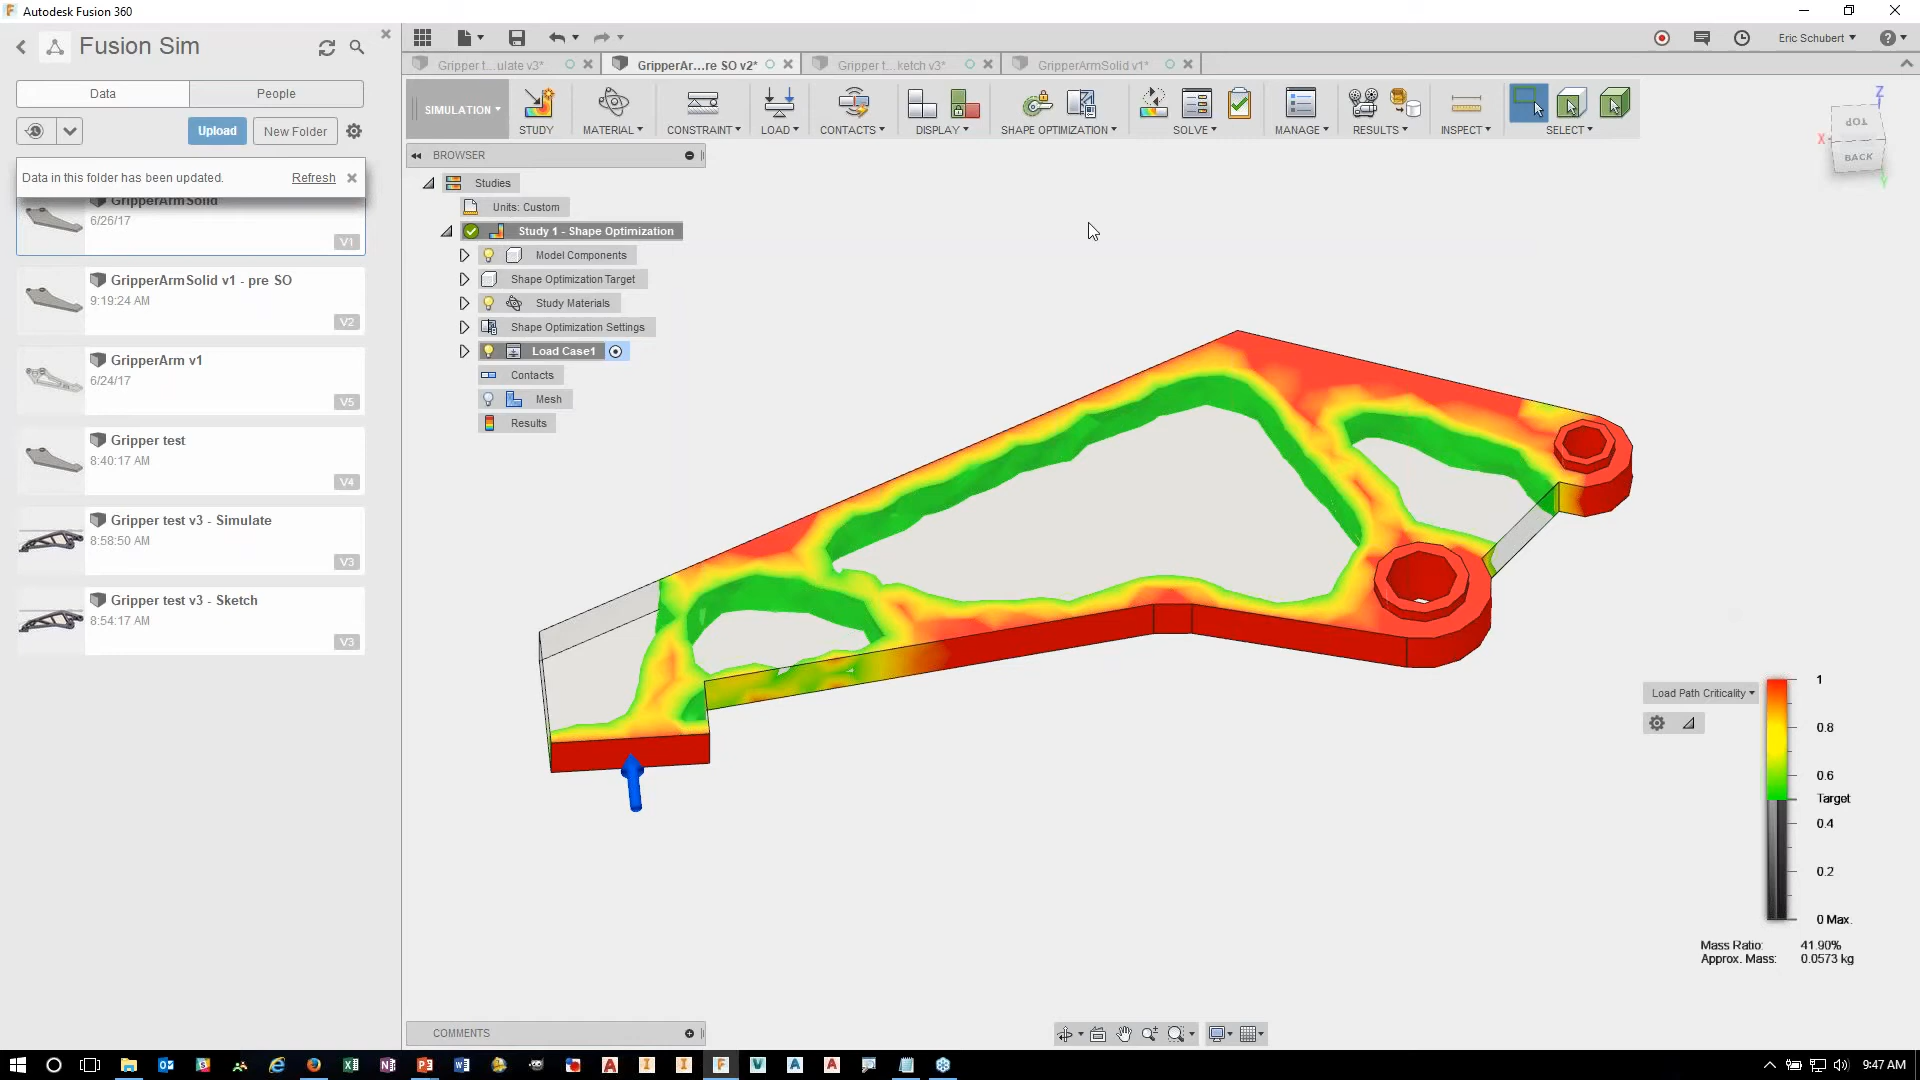 Autodesk Fusion 360
Fusion Sim
Data
People
Upload
New Folder
Data in this folder has been updated.
Refresh
GripperArmSolid
6/26/17
V1
GripperArmSolid v1 - pre SO
9:19:24 AM
V2
GripperArm v1
6/24/17
V5
Gripper test
8:40:17 AM
V4
Gripper test v3 - Simulate
8:58:50 AM
V3
Gripper test v3 - Sketch
8:54:17 AM
V3
Eric Schubert
Gripper t...ulate v3*
GripperAr...re SO v2*
Gripper t...ketch v3*
GripperArmSolid v1*
SIMULATION
STUDY
MATERIAL
CONSTRAINT
LOAD
CONTACTS
DISPLAY
SHAPE OPTIMIZATION
SOLVE
MANAGE
RESULTS
INSPECT
SELECT
BROWSER
Studies
Units: Custom
Study 1 - Shape Optimization
Model Components
Shape Optimization Target
Study Materials
Shape Optimization Settings
Load Case1
Contacts
Mesh
Results
Z
TOP
X
BACK
Y
Load Path Criticality
1
0.8
0.6
Target
0.4
0.2
0 Max.
Mass Ratio: 41.90%
Approx. Mass: 0.0573 kg
COMMENTS
9:47 AM